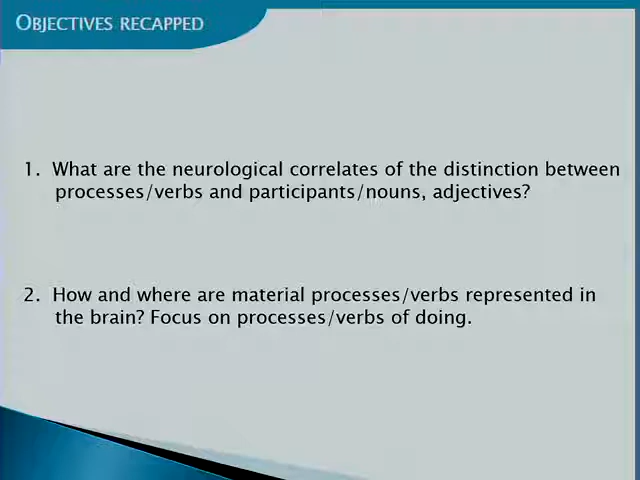 OBJECTIVES RECAPPED
1. What are the neurological correlates of the distinction between
processes/verbs and participants/nouns, adjectives?
2. How and where are material processes/verbs represented in
the brain? Focus on processes/verbs of doing.